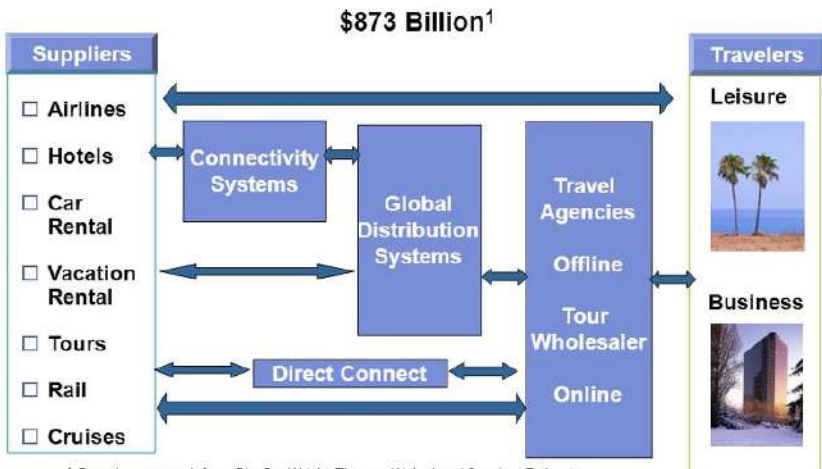 $873 Billion¹
Suppliers
Airlines
Hotels
Car
Rental
Vacation
Rental
Tours
Rail
Cruises
Connectivity
Systems
Global
Distribution
Systems
Direct Connect
Travel
Agencies
Offline
Tour
Wholesaler
Online
Travelers
Leisure
Business